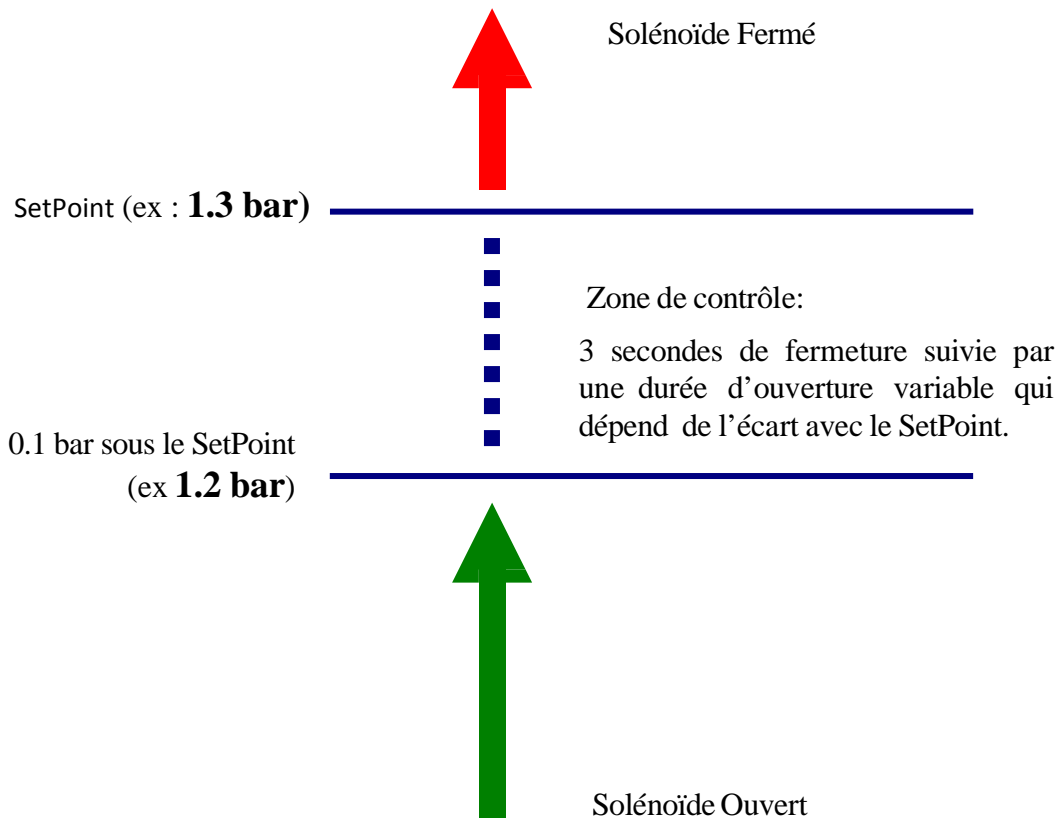 Solénoïde Fermé
SetPoint (ex : 1.3 bar)
Zone de contrôle:
3 secondes de fermeture suivie par
une durée d’ouverture variable qui
dépend de l’écart avec le SetPoint.
0.1 bar sous le SetPoint
(ex 1.2 bar)
Solénoïde Ouvert